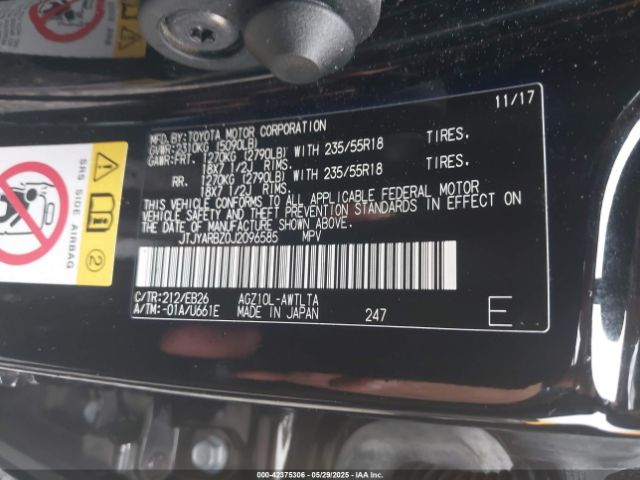 11/17
MFD.BY:TOYOTA MOTOR CORPORATION
GVWR:2310KG (5090LB)
GAWR:FRT. 1270KG (2790LB) WITH 235/55R18 TIRES,
18X7 1/2J RIMS.
RR. 1270KG (2790LB) WITH 235/55R18 TIRES,
18X7 1/2J RIMS.
THIS VEHICLE CONFORMS TO ALL APPLICABLE FEDERAL MOTOR
VEHICLE SAFETY AND THEFT PREVENTION STANDARDS IN EFFECT ON
THE DATE OF MANUFACTURE SHOWN ABOVE.
JTJYARBZ0J2096585 MPV
C/TR:212/EB26 AGZ10L-AWTLTA
A/TM:-01A/U661E MADE IN JAPAN 247
E
SRS SIDE AIRBAG
2
000-42375306 - 05/29/2025 - IAAI - Copyright